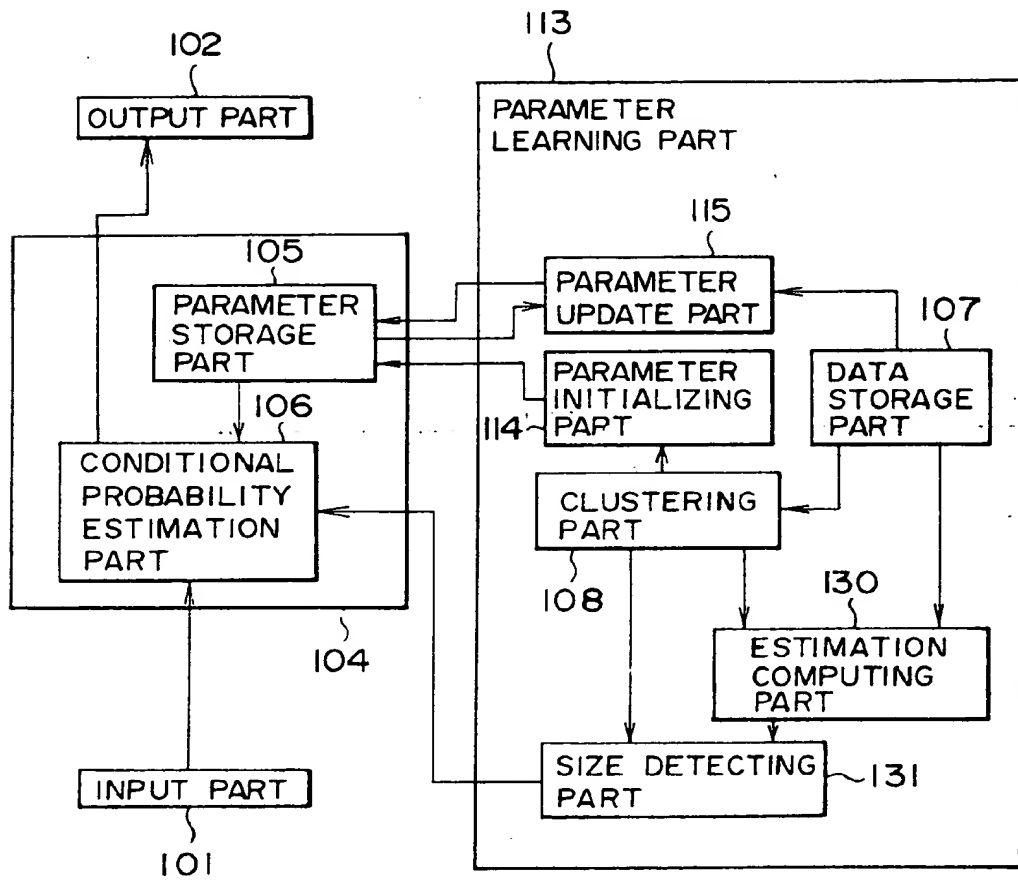 113
102
OUTPUT PART
PARAMETER
LEARNING PART
115
105
PARAMETER
STORAGE
PART
PARAMETER
UPDATE PART
107
DATA
STORAGE
PART
PARAMETER
INITIALIZING
PART
114
106
CONDITIONAL
PROBABILITY
ESTIMATION
PART
CLUSTERING
PART
108
130
104
ESTIMATION
COMPUTING
PART
INPUT PART
101
SIZE DETECTING
PART
131